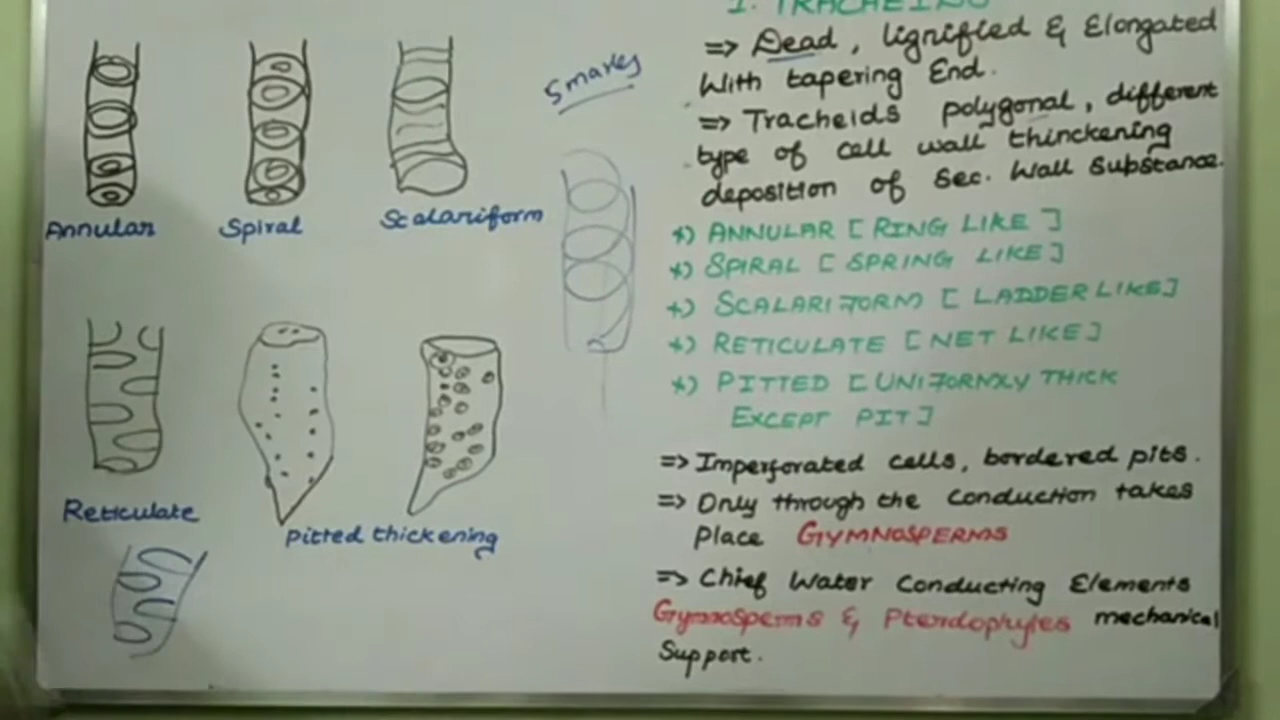 1. TRACHEIDS
=> Dead, lignified & Elongated
With tapering End.
=> Tracheids polygonal, different
type of cell wall thinckening
deposition of Sec. Wall Substance.
*) ANNULAR [RING LIKE]
*) SPIRAL [SPRING LIKE]
*) SCALARIFORM [LADDER LIKE]
*) RETICULATE [NET LIKE]
*) PITTED [UNIFORMLY THICK
EXCEPT PIT]
=> Imperforated cells, bordered pits.
=> Only through the conduction takes
Place GYMNOSPERMS
=> Chief Water Conducting Elements
Gymnosperms & Pteridophytes mechanical
Support.
5 marks
Annular
Spiral
Scalariform
Reticulate
Pitted thickening